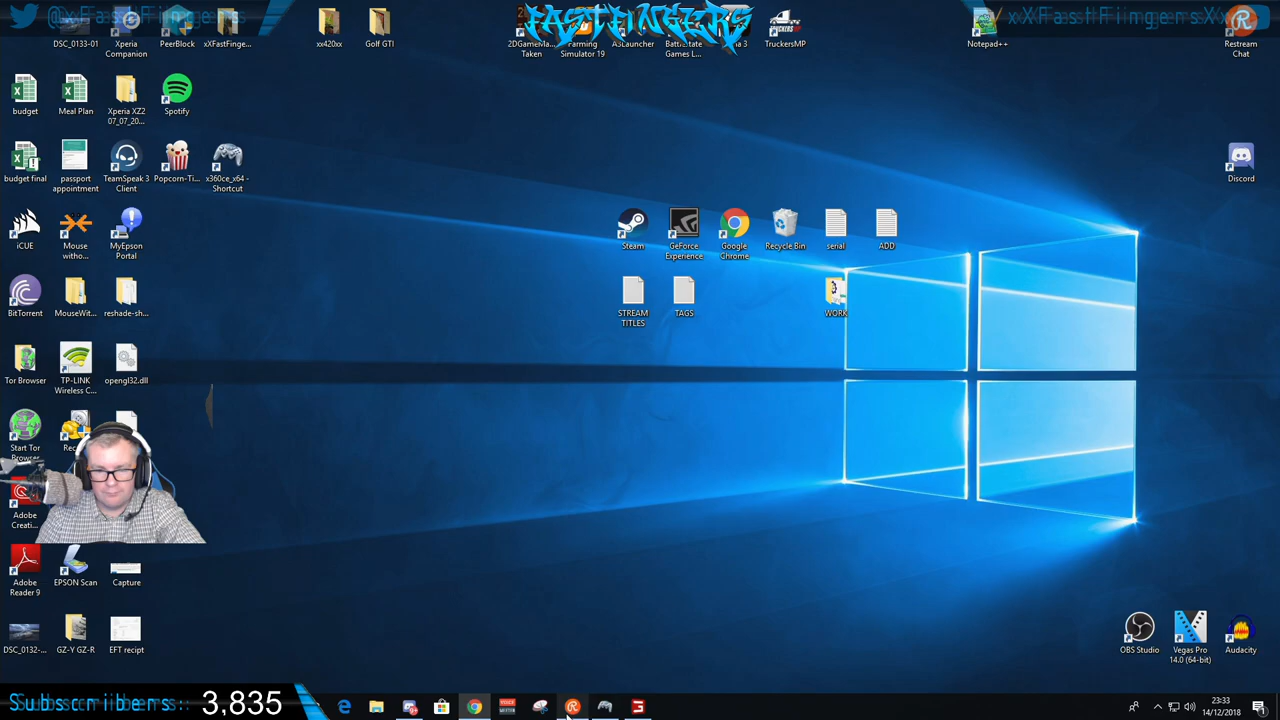 @xFastFingers
FASTFINGERS
xXFastFingersXx
DSC_0133-01
Xperia
Companion
PeerBlock
xXFastFinge...
xx420xx
Golf GTI
2DGameMa...
Taken
Farming
Simulator 19
ASLauncher
BattleState
Games L...
TruckersMP
Notepad++
Restream
Chat
budget
Meal Plan
Xperia XZ2
07_07_20...
Spotify
budget final
passport
appointment
TeamSpeak 3
Client
Popcorn-Ti...
x360ce_x64 -
Shortcut
Discord
iCUE
Mouse
witho...
MyEpson
Portal
Steam
GeForce
Experience
Google
Chrome
Recycle Bin
serial
ADD
BitTorrent
MouseWit...
reshade-sh...
STREAM
TITLES
TAGS
WORK
Tor Browser
TP-LINK
Wireless C...
opengl32.dll
Start Tor
Browser
Adobe
Creati...
Adobe
Reader 9
EPSON Scan
Capture
DSC_0132-...
GZ-Y GZ-R
EFT recipt
OBS Studio
Vegas Pro
14.0 (64-bit)
Audacity
Subscribers:: 3,835
23:33
14/12/2018